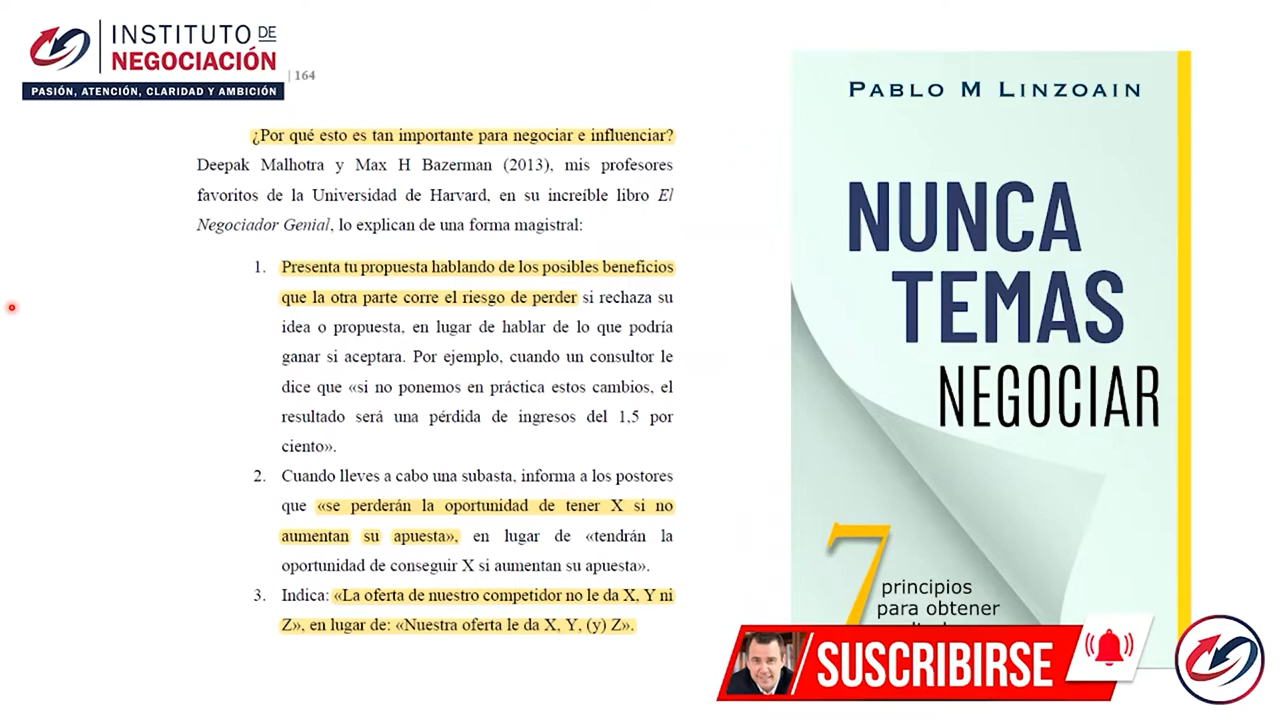 INSTITUTO DE
NEGOCIACIÓN
PASIÓN, ATENCIÓN, CLARIDAD Y AMBICIÓN
| 164
¿Por qué esto es tan importante para negociar e influenciar?
Deepak Malhotra y Max H Bazerman (2013), mis profesores
favoritos de la Universidad de Harvard, en su increíble libro El
Negociador Genial, lo explican de una forma magistral:
1. Presenta tu propuesta hablando de los posibles beneficios
que la otra parte corre el riesgo de perder si rechaza su
idea o propuesta, en lugar de hablar de lo que podría
ganar si aceptara. Por ejemplo, cuando un consultor le
dice que «si no ponemos en práctica estos cambios, el
resultado será una pérdida de ingresos del 1,5 por
ciento».
2. Cuando lleves a cabo una subasta, informa a los postores
que «se perderán la oportunidad de tener X si no
aumentan su apuesta», en lugar de «tendrán la
oportunidad de conseguir X si aumentan su apuesta».
3. Indica: «La oferta de nuestro competidor no le da X, Y ni
Z», en lugar de: «Nuestra oferta le da X, Y, (y) Z».
PABLO M LINZOAIN
NUNCA
TEMAS
NEGOCIAR
7 principios
para obtener
SUSCRIBIRSE